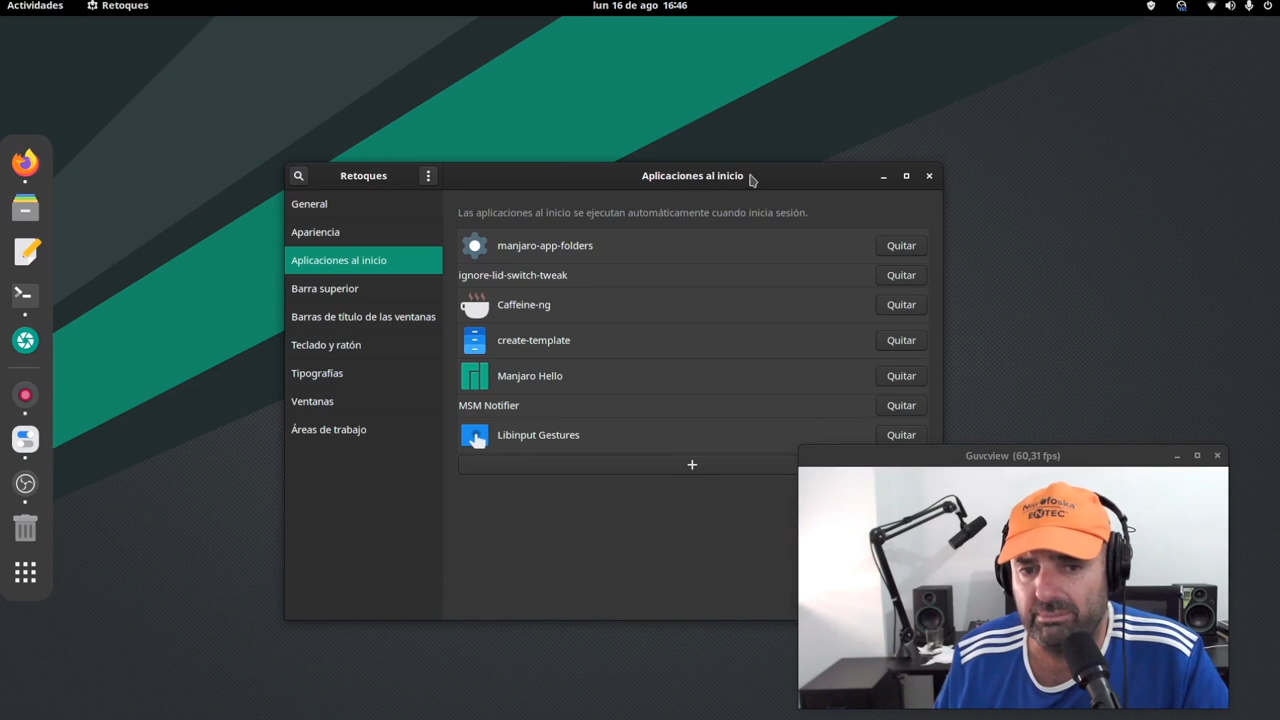 Actividades
Retoques
lun 16 de ago 16:46
Retoques
Aplicaciones al inicio
General
Apariencia
Aplicaciones al inicio
Barra superior
Barras de título de las ventanas
Teclado y ratón
Tipografías
Ventanas
Áreas de trabajo
Las aplicaciones al inicio se ejecutan automáticamente cuando inicia sesión.
manjaro-app-folders Quitar
ignore-lid-switch-tweak Quitar
Caffeine-ng Quitar
create-template Quitar
Manjaro Hello Quitar
MSM Notifier Quitar
Libinput Gestures Quitar
+
Guvcview (60,31 fps)
ENTEC